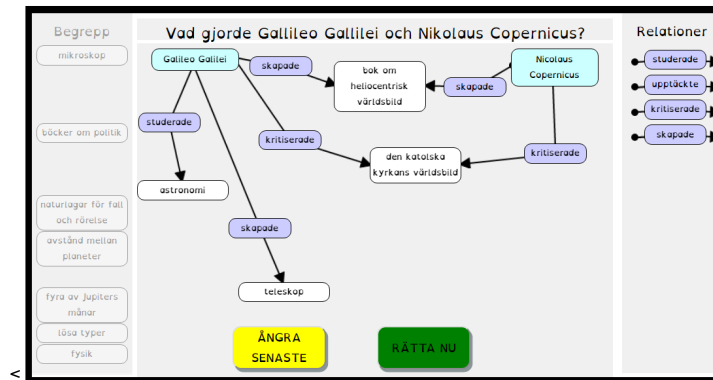 Begrepp
mikroskop
böcker om politik
naturlagar för fall
och rörelse
avstånd mellan
planeter
fyra av Jupiters
månar
lösa typer
fysik
Vad gjorde Gallileo Gallilei och Nikolaus Copernicus?
Galileo Galilei
skapade
bok om
heliocentrisk
världsbild
skapade
Nicolaus
Copernicus
studerade
kritiserade
den katolska
kyrkans världsbild
kritiserade
astronomi
skapade
teleskop
ÅNGRA
SENASTE
RÄTTA NU
Relationer
studerade
upptäckte
kritiserade
skapade
<